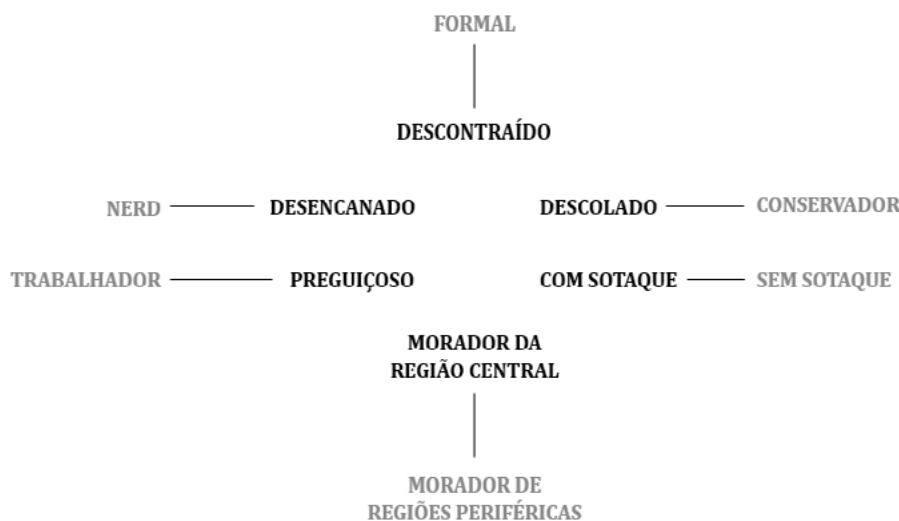 FORMAL
DESCONTRAÍDO
NERD DESENCANADO DESCOLADO CONSERVADOR
TRABALHADOR PREGUIÇOSO COM SOTAQUE SEM SOTAQUE
MORADOR DA
REGIÃO CENTRAL
MORADOR DE
REGIÕES PERIFÉRICAS